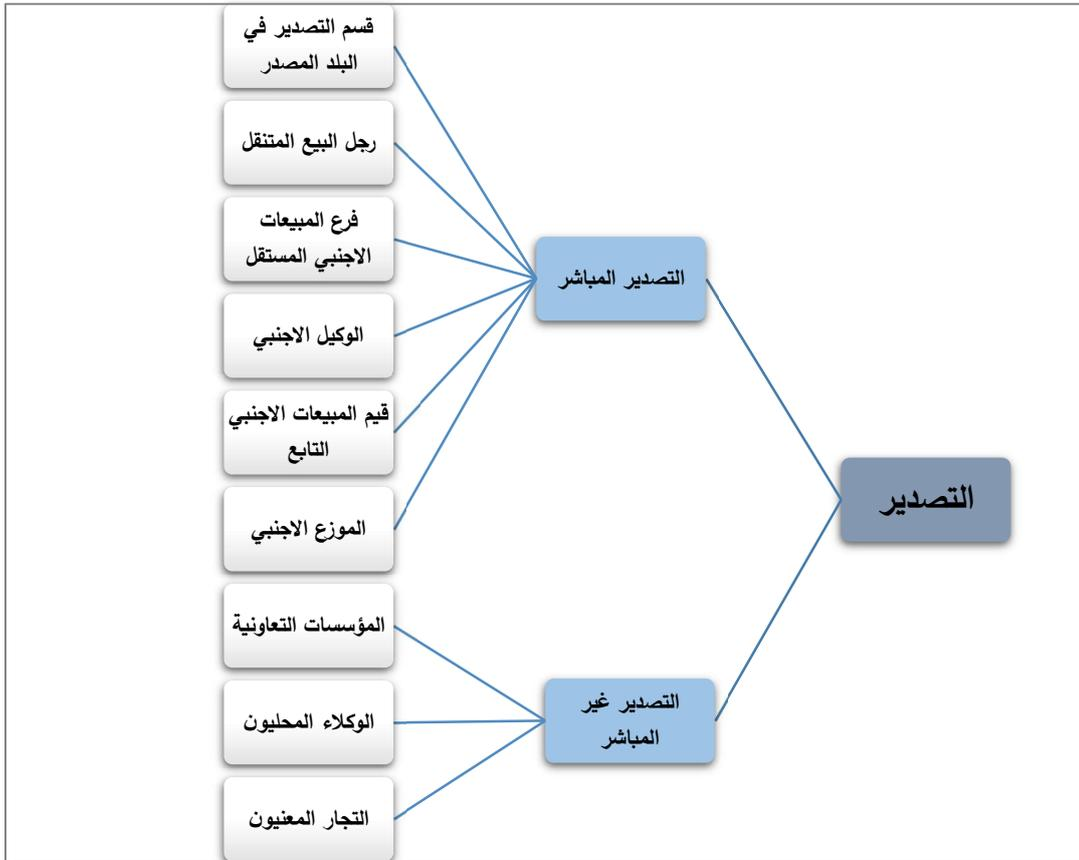 التصدير
التصدير المباشر
قسم التصدير في
البلد المصدر
رجل البيع المتنقل
فرع المبيعات
الاجنبي المستقل
الوكيل الاجنبي
قيم المبيعات الاجنبي
التابع
الموزع الاجنبي
التصدير غير
المباشر
المؤسسات التعاونية
الوكلاء المحليون
التجار المعنيون